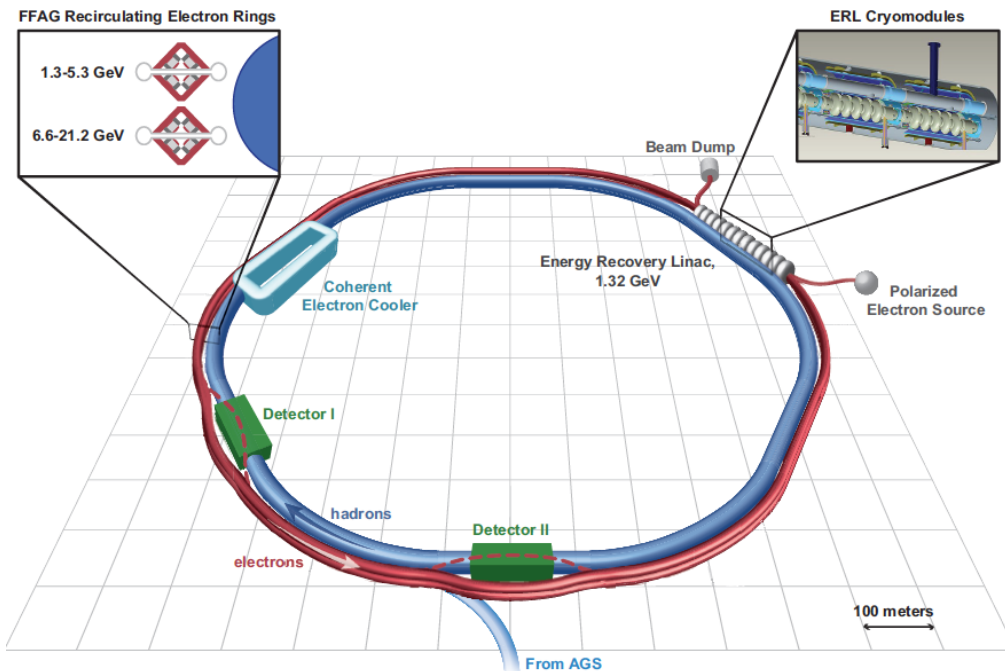 FFAG Recirculating Electron Rings
ERL Cryomodules
1.3-5.3 GeV
6.6-21.2 GeV
Beam Dump
Energy Recovery Linac,
1.32 GeV
Polarized
Electron Source
Coherent
Electron Cooler
Detector I
hadrons
Detector II
electrons
100 meters
From AGS